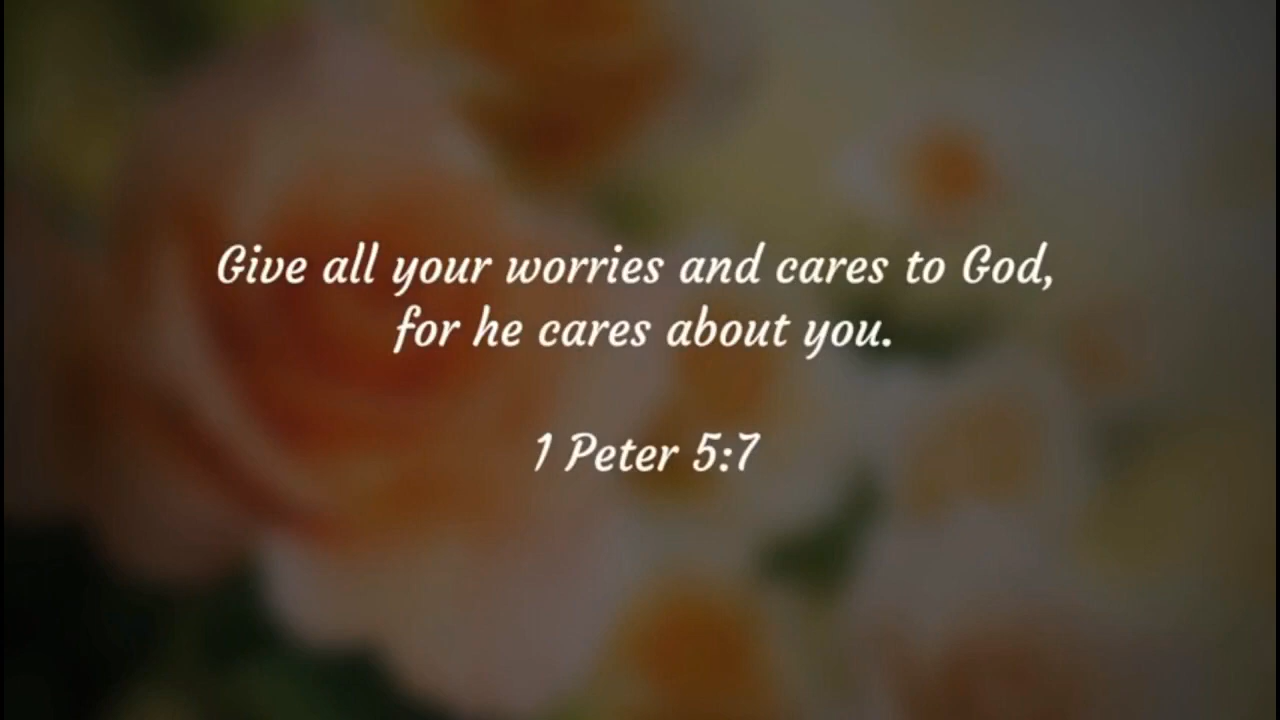 Give all your worries and cares to God,
for he cares about you.
1 Peter 5:7